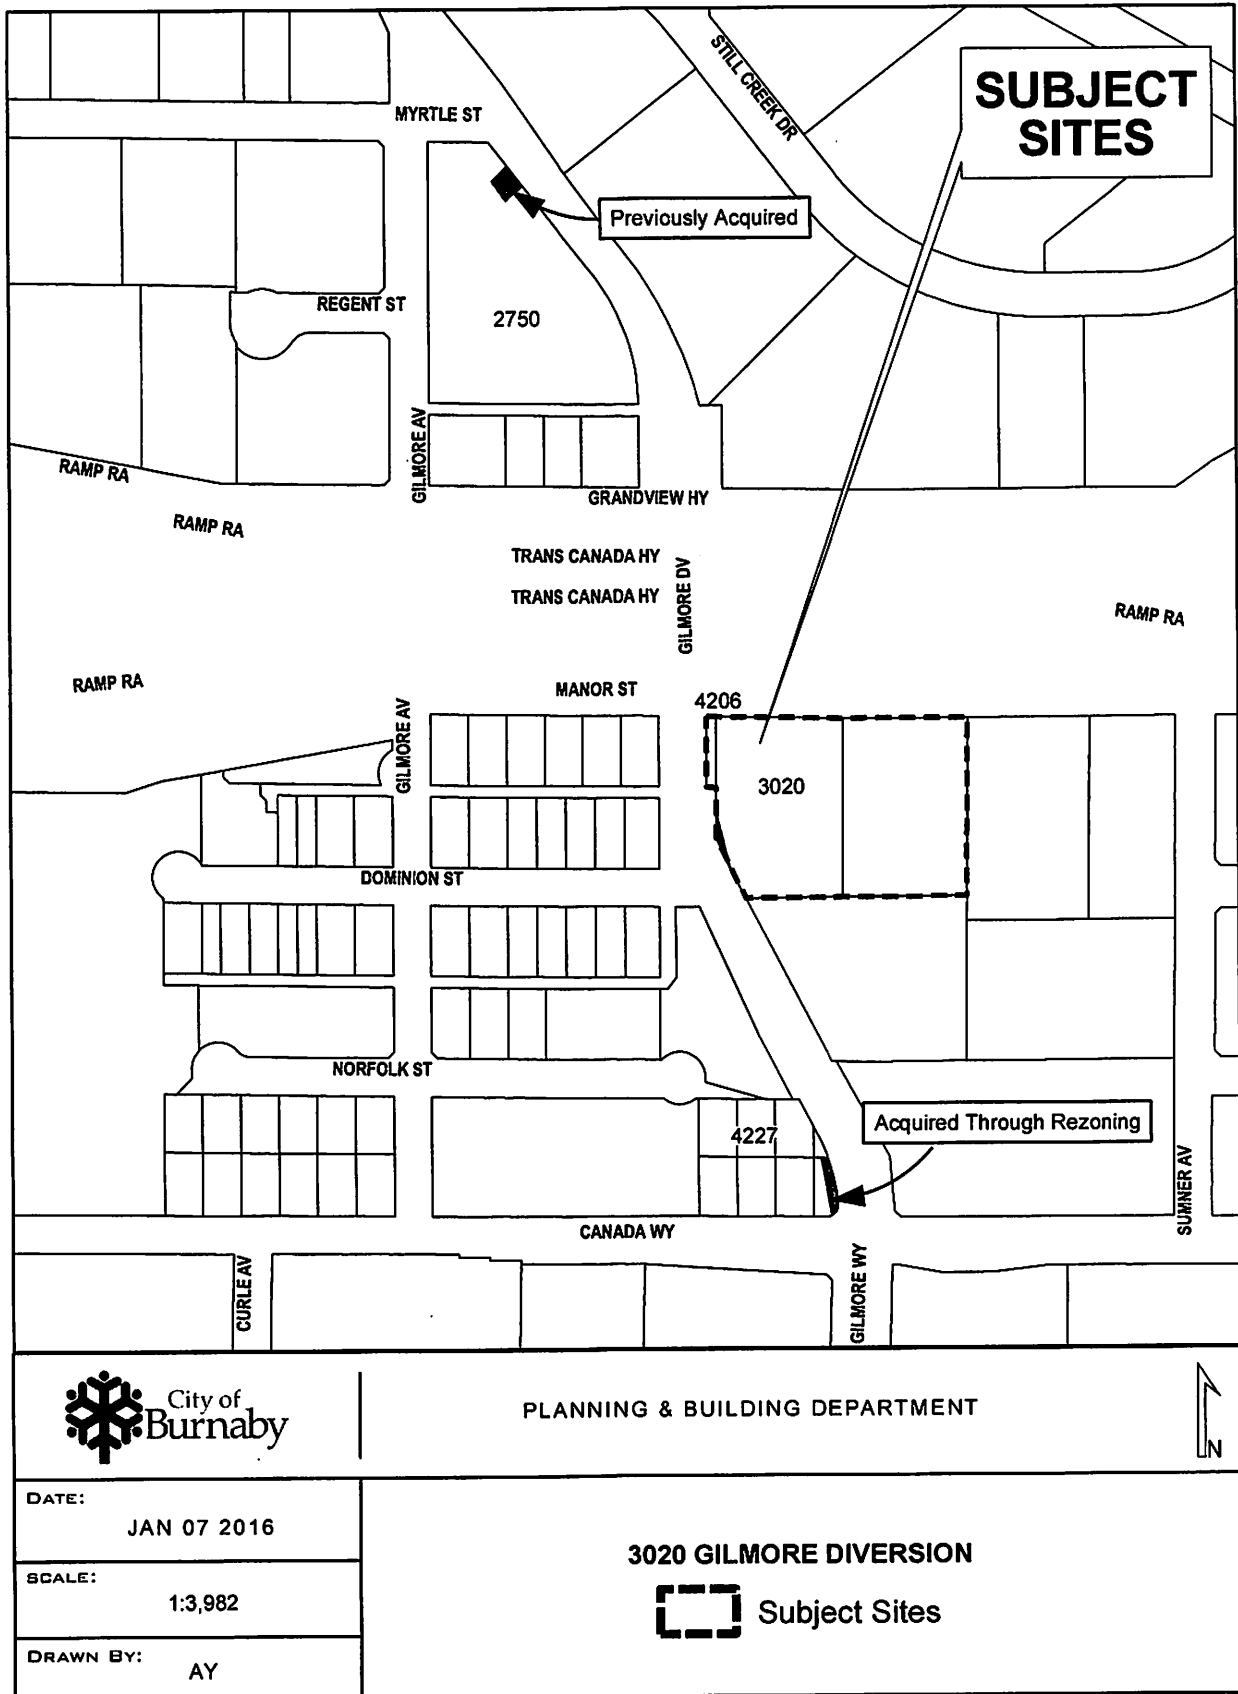 STILL CREEK DR
SUBJECT
SITES
MYRTLE ST
Previously Acquired
REGENT ST
2750
GILMORE AV
RAMP RA
GRANDVIEW HY
RAMP RA
TRANS CANADA HY
GILMORE DV
TRANS CANADA HY
RAMP RA
RAMP RA
MANOR ST
4206
GILMORE AV
3020
DOMINION ST
NORFOLK ST
Acquired Through Rezoning
4227
SUMNER AV
CANADA WY
CURLE AV
GILMORE WY
City of
Burnaby
PLANNING & BUILDING DEPARTMENT
N
DATE:
JAN 07 2016
SCALE:
1:3,982
DRAWN BY:
AY
3020 GILMORE DIVERSION
Subject Sites